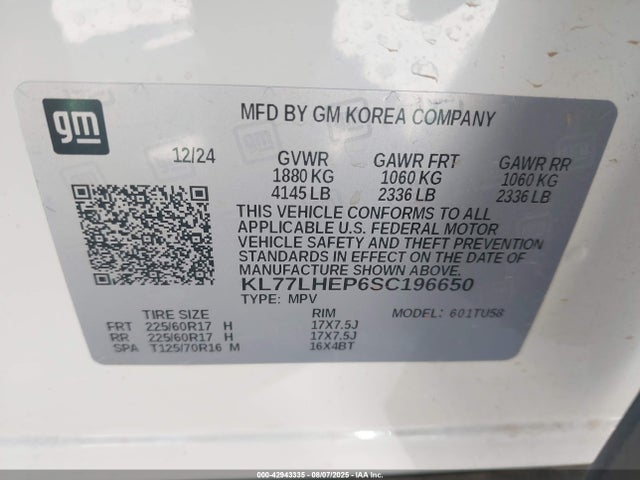 gm
MFD BY GM KOREA COMPANY
12/24 GVWR GAWR FRT GAWR RR
1880 KG 1060 KG 1060 KG
4145 LB 2336 LB 2336 LB
THIS VEHICLE CONFORMS TO ALL
APPLICABLE U.S. FEDERAL MOTOR
VEHICLE SAFETY AND THEFT PREVENTION
STANDARDS IN EFFECT ON THE DATE OF
MANUFACTURE SHOWN ABOVE.
KL77LHEP6SC196650
TYPE: MPV
TIRE SIZE RIM MODEL: 601TU58
FRT 225/60R17 H 17X7.5J
RR 225/60R17 H 17X7.5J
SPA T125/70R16 M 16X4BT
000-42943335 - 08/07/2025 - IAA Inc.